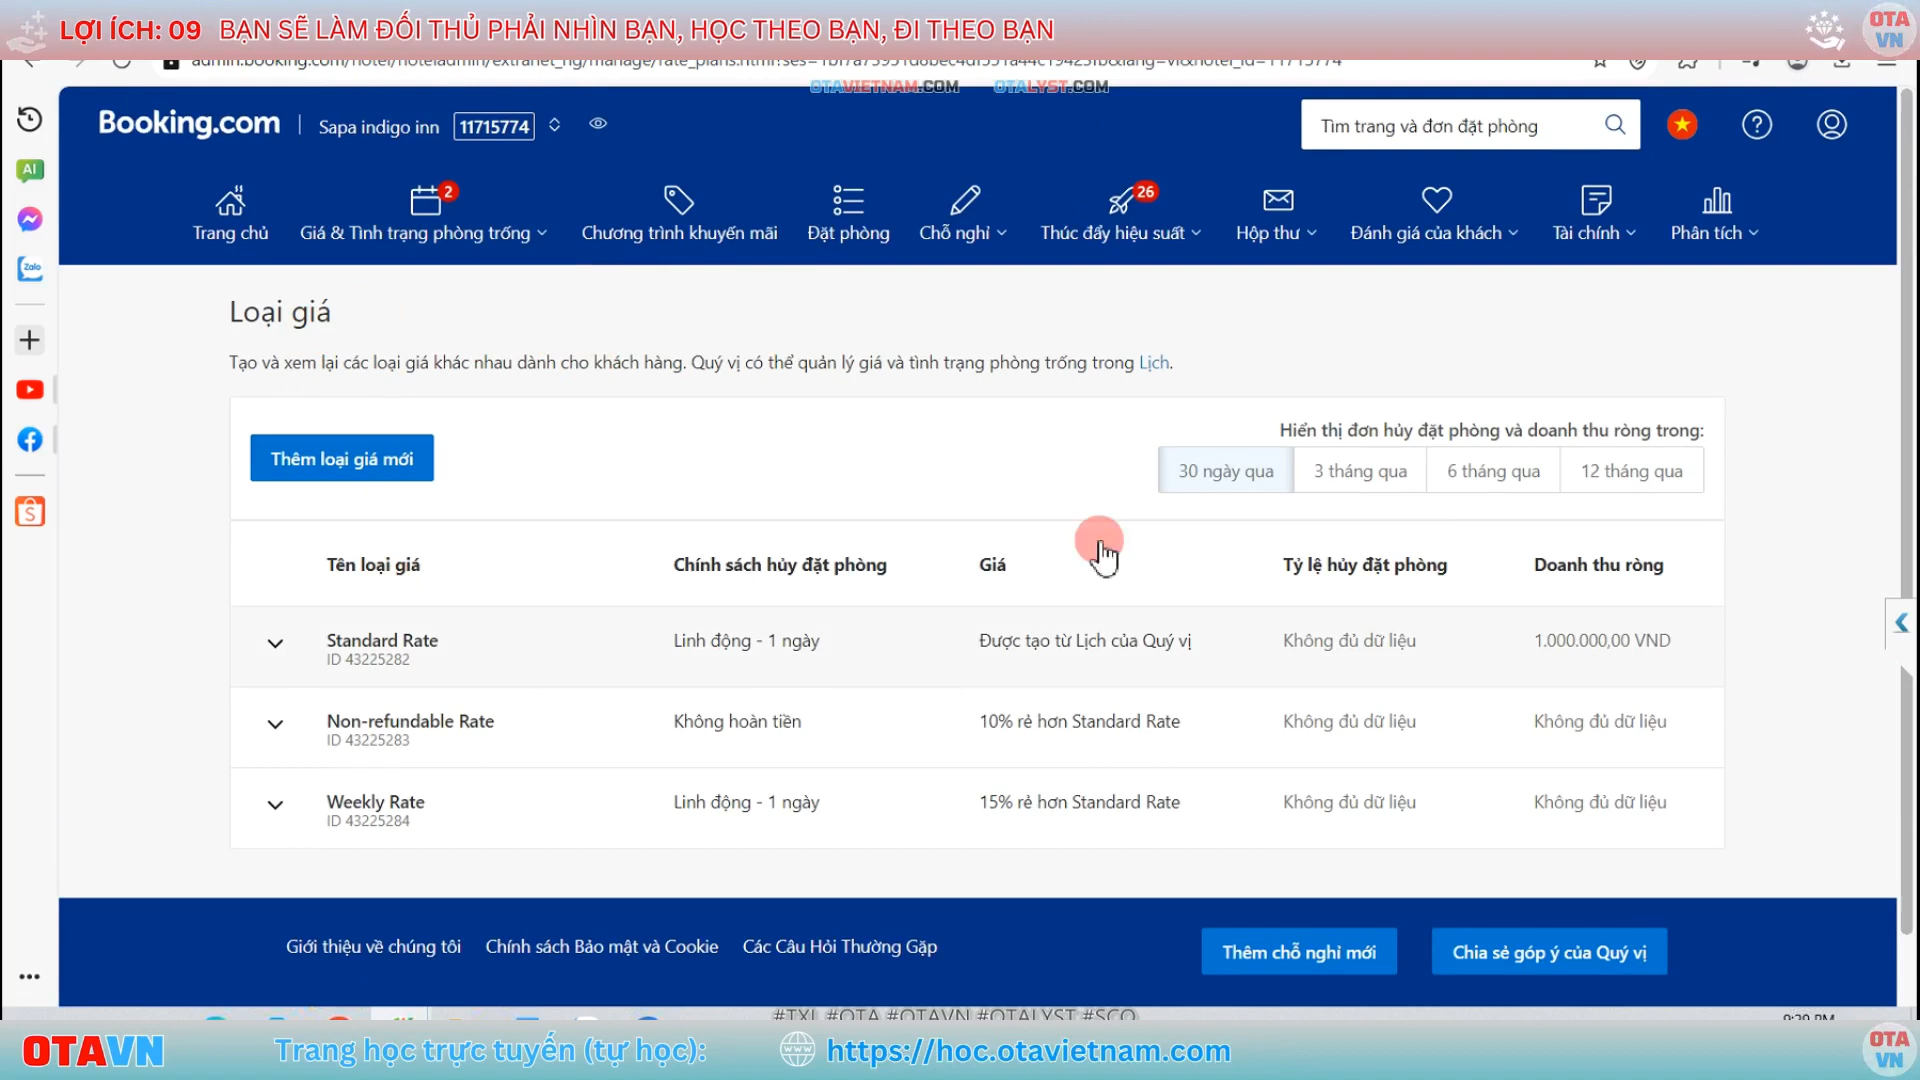 LỢI ÍCH: 09 BẠN SẼ LÀM ĐỐI THỦ PHẢI NHÌN BẠN, HỌC THEO BẠN, ĐI THEO BẠN
OTA
VN
OTAVIETNAM.COM OTALYST.COM
Booking.com Sapa indigo inn 11715774
Tìm trang và đơn đặt phòng
2
26
Trang chủ Giá & Tình trạng phòng trống Chương trình khuyến mãi Đặt phòng Chỗ nghỉ Thúc đẩy hiệu suất Hộp thư Đánh giá của khách Tài chính Phân tích
AI
Zalo
Loại giá
Tạo và xem lại các loại giá khác nhau dành cho khách hàng. Quý vị có thể quản lý giá và tình trạng phòng trống trong Lịch.
Hiển thị đơn hủy đặt phòng và doanh thu ròng trong:
Thêm loại giá mới
30 ngày qua 3 tháng qua 6 tháng qua 12 tháng qua
Tên loại giá Chính sách hủy đặt phòng Giá Tỷ lệ hủy đặt phòng Doanh thu ròng
Standard Rate Linh động - 1 ngày Được tạo từ Lịch của Quý vị Không đủ dữ liệu 1.000.000,00 VND
ID 43225282
Non-refundable Rate Không hoàn tiền 10% rẻ hơn Standard Rate Không đủ dữ liệu Không đủ dữ liệu
ID 43225283
Weekly Rate Linh động - 1 ngày 15% rẻ hơn Standard Rate Không đủ dữ liệu Không đủ dữ liệu
ID 43225284
Giới thiệu về chúng tôi Chính sách Bảo mật và Cookie Các Câu Hỏi Thường Gặp
Thêm chỗ nghỉ mới Chia sẻ góp ý của Quý vị
#TXL #OTA #OTAVN #OTALYST #SCO
9:29 PM
OTAVN Trang học trực tuyến (tự học): https://hoc.otavietnam.com
OTA
VN